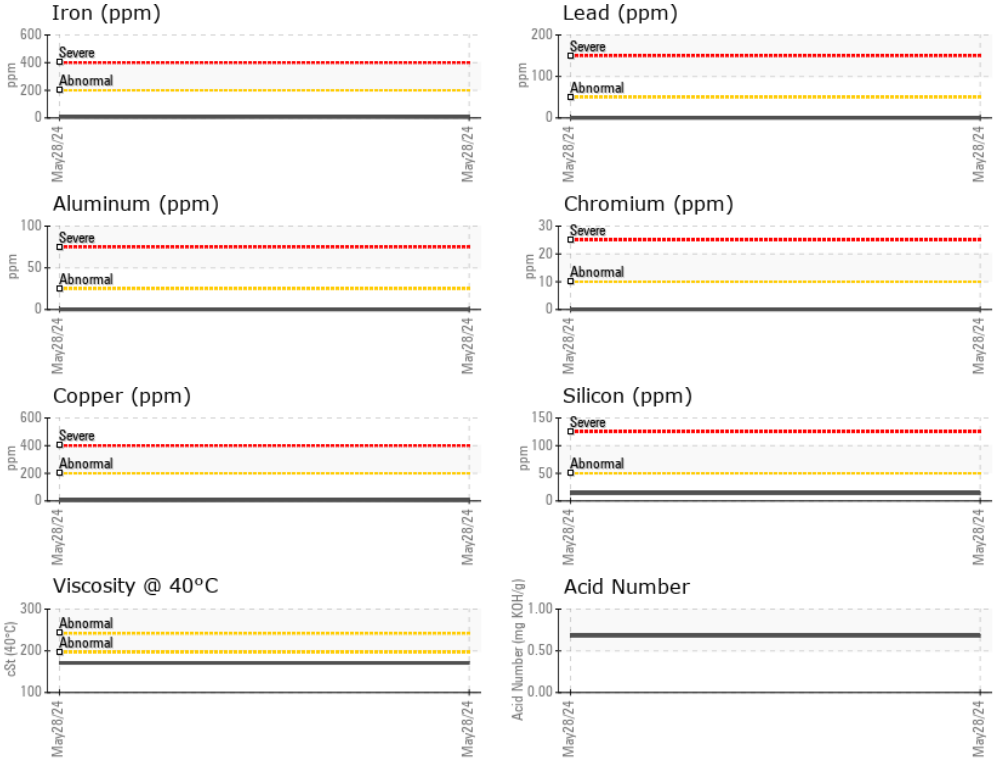 Iron (ppm)
600
400
200
0
ppm
Severe
Abnormal
May28/24
May28/24
Lead (ppm)
200
100
0
ppm
Severe
Abnormal
May28/24
May28/24
Aluminum (ppm)
100
50
0
ppm
Severe
Abnormal
May28/24
May28/24
Chromium (ppm)
30
20
10
0
ppm
Severe
Abnormal
May28/24
May28/24
Copper (ppm)
600
400
200
0
ppm
Severe
Abnormal
May28/24
May28/24
Silicon (ppm)
150
100
50
0
ppm
Severe
Abnormal
May28/24
May28/24
Viscosity @ 40°C
300
200
100
cSt (40°C)
Abnormal
Abnormal
May28/24
May28/24
Acid Number
1.00
0.50
0.00
Acid Number (mg KOH/g)
May28/24
May28/24